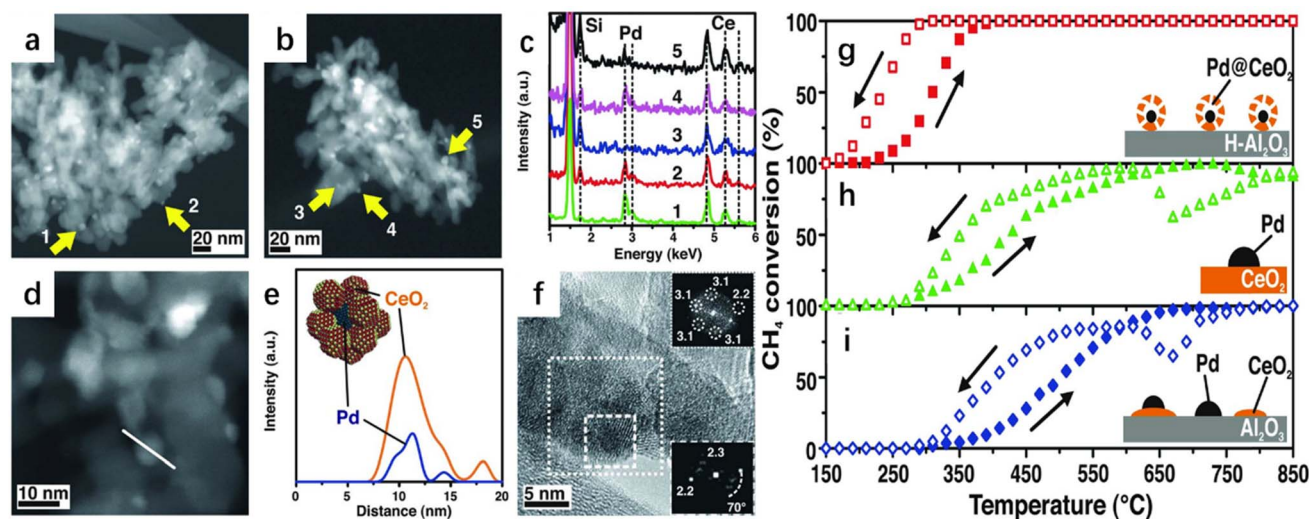 a
1
2
20 nm
b
3
4
5
20 nm
c
Intensity (a.u.)
Si
Pd
Ce
5
4
3
2
1
1 2 3 4 5 6
Energy (keV)
d
10 nm
e
Intensity (a.u.)
CeO₂
Pd
0 5 10 15 20
Distance (nm)
f
3.1
3.1 2.2
3.1 3.1
2.3
2.2
70°
5 nm
CH₄ conversion (%)
100
50
100
50
100
50
0
g
Pd@CeO₂
H-Al₂O₃
h
Pd
CeO₂
i
Pd
CeO₂
Al₂O₃
150 250 350 450 550 650 750 850
Temperature (°C)